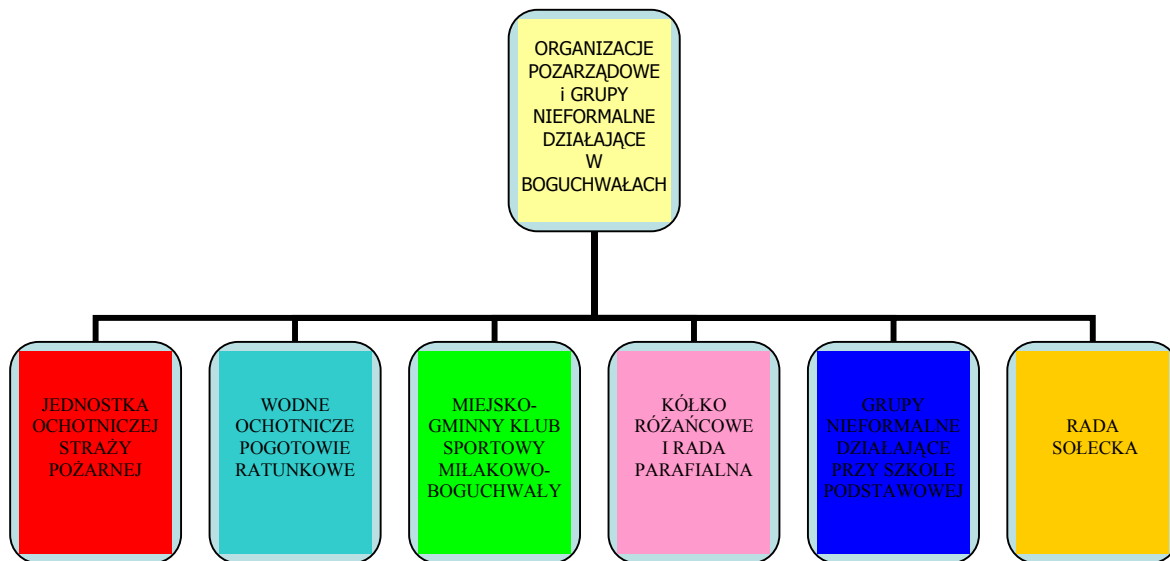 ORGANIZACJE
POZARZĄDOWE
i GRUPY
NIEFORMALNE
DZIAŁAJĄCE
W
BOGUCHWAŁACH
JEDNOSTKA
OCHOTNICZEJ
STRAŻY
POŻARNEJ
WODNE
OCHOTNICZE
POGOTOWIE
RATUNKOWE
MIEJSKO-
GMINNY KLUB
SPORTOWY
MIŁAKOWO-
BOGUCHWAŁY
KÓŁKO
RÓŻAŃCOWE
I RADA
PARAFIALNA
GRUPY
NIEFORMALNE
DZIAŁAJĄCE
PRZY SZKOLE
PODSTAWOWEJ
RADA
SOŁECKA